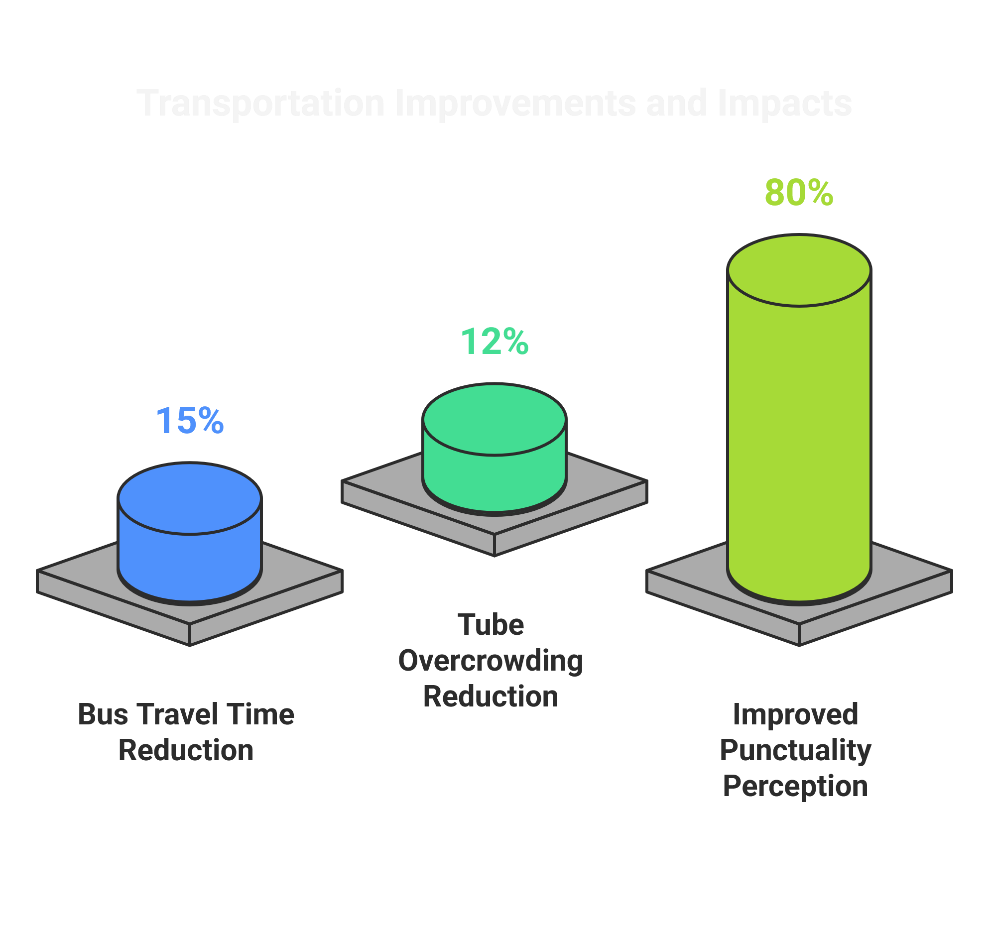 Transportation Improvements and Impacts
15%
Bus Travel Time
Reduction
12%
Tube
Overcrowding
Reduction
80%
Improved
Punctuality
Perception